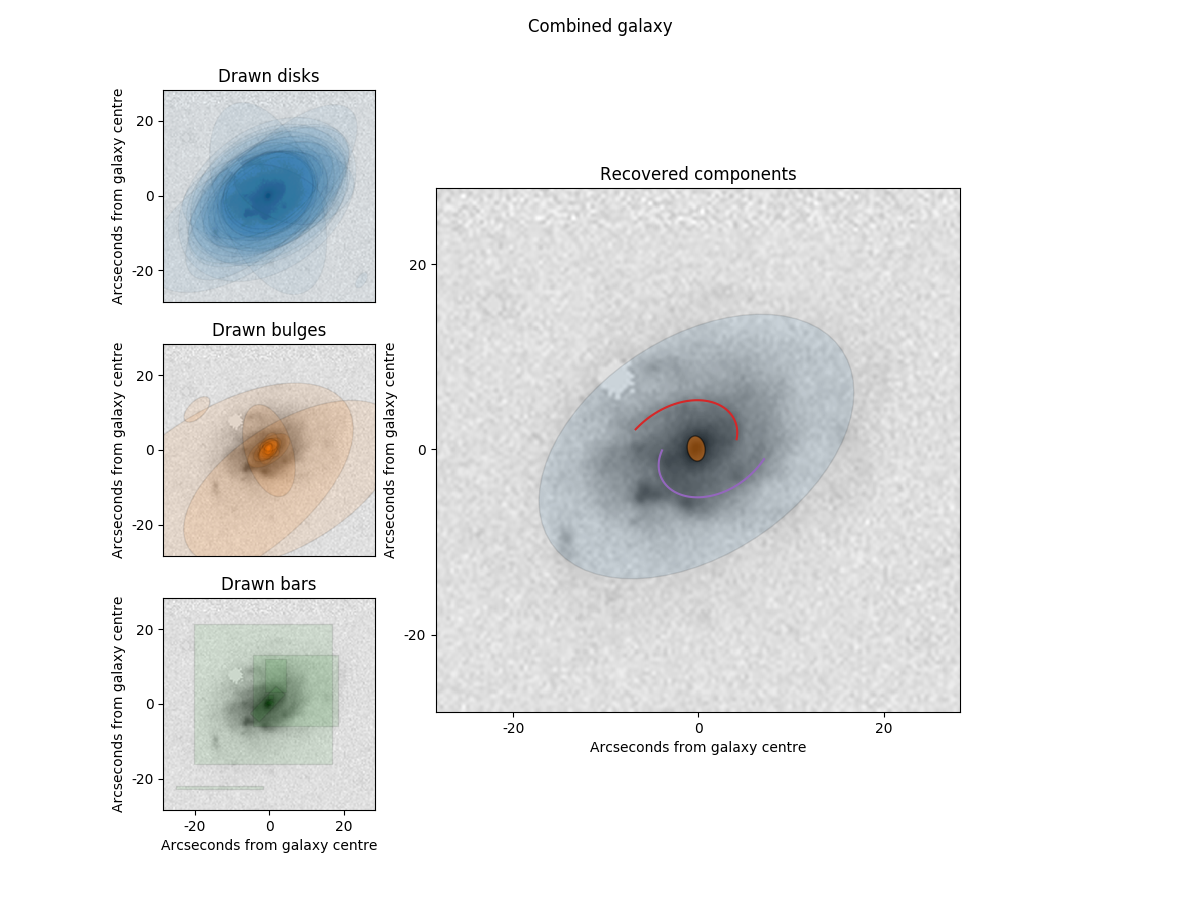 Combined galaxy
Drawn disks
Arcseconds from galaxy centre
20
0
-20
Drawn bulges
Arcseconds from galaxy centre
20
0
-20
Drawn bars
Arcseconds from galaxy centre
20
0
-20
-20 0 20
Arcseconds from galaxy centre
Recovered components
Arcseconds from galaxy centre
20
0
-20
-20 0 20
Arcseconds from galaxy centre